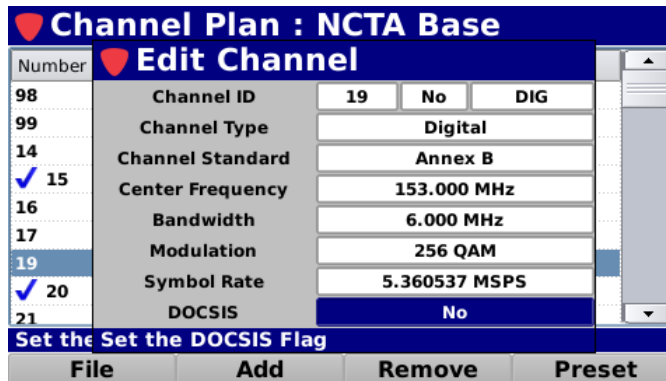 Channel Plan : NCTA Base
Number
Edit Channel
98
99
14
15
16
17
19
20
21
Channel ID 19 No DIG
Channel Type Digital
Channel Standard Annex B
Center Frequency 153.000 MHz
Bandwidth 6.000 MHz
Modulation 256 QAM
Symbol Rate 5.360537 MSPS
DOCSIS No
Set the Set the DOCSIS Flag
File Add Remove Preset